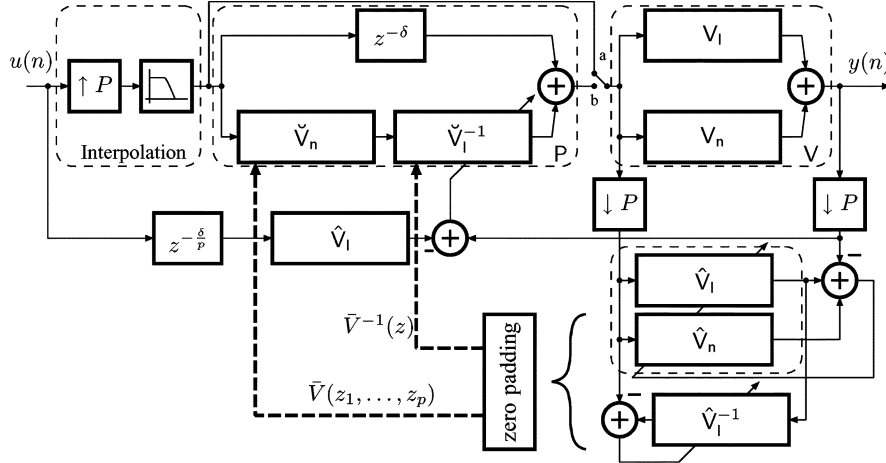 u(n)
↑ P
Interpolation
z^{-δ}
V̆_n
V̆_l^{-1}
P
a
b
V_l
V_n
V
y(n)
z^{-δ/p}
V̂_l
↓ P
↓ P
V̄^{-1}(z)
V̄(z_1, ..., z_p)
zero padding
V̂_l
V̂_n
V̂_l^{-1}